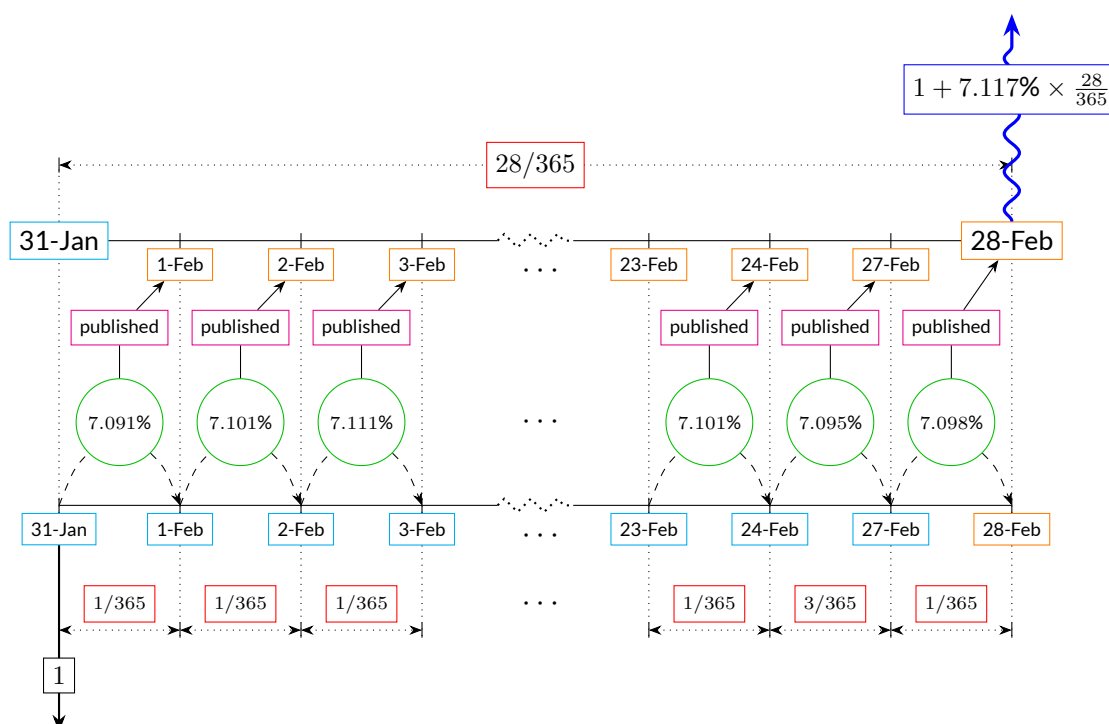 1 + 7.117% × 28/365
28/365
31-Jan
28-Feb
1-Feb 2-Feb 3-Feb ... 23-Feb 24-Feb 27-Feb
published published published published published published
7.091% 7.101% 7.111% ... 7.101% 7.095% 7.098%
31-Jan 1-Feb 2-Feb 3-Feb ... 23-Feb 24-Feb 27-Feb 28-Feb
1/365 1/365 1/365 ... 1/365 3/365 1/365
1